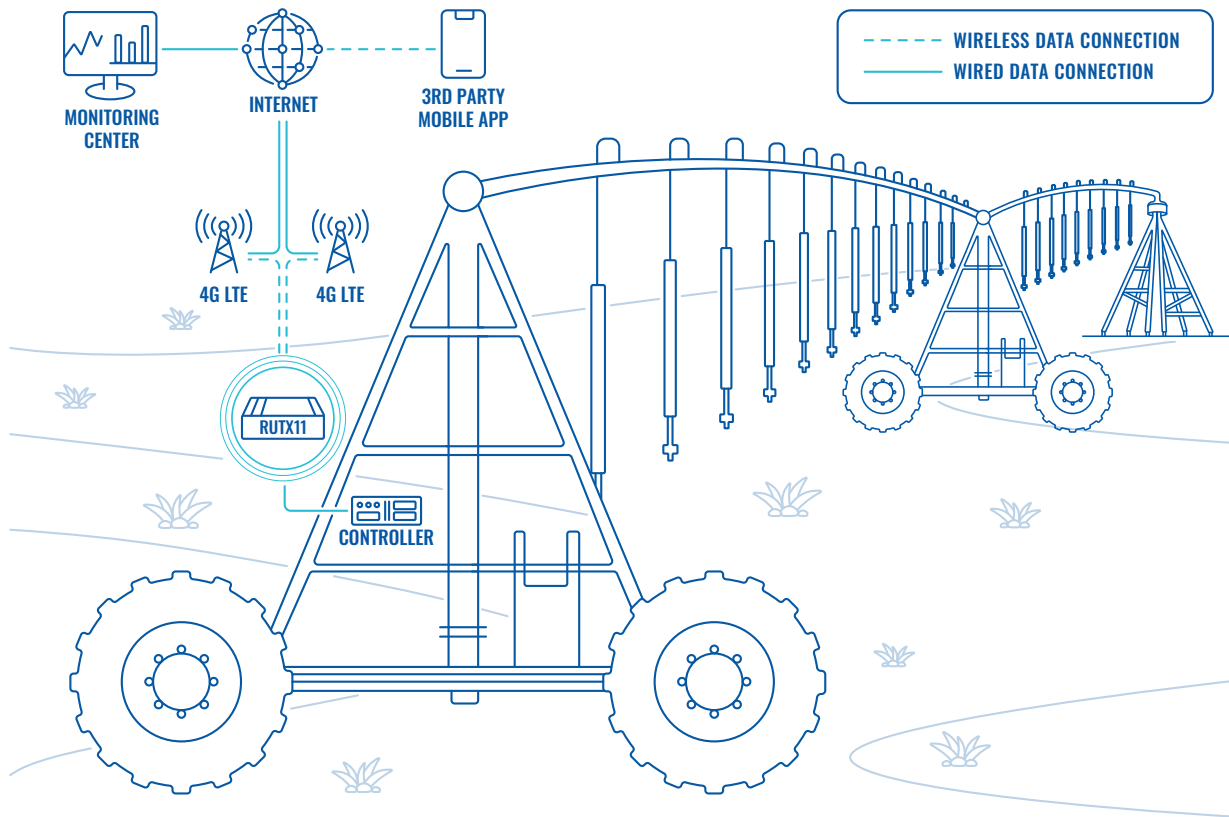 WIRELESS DATA CONNECTION
WIRED DATA CONNECTION
MONITORING
CENTER
INTERNET
3RD PARTY
MOBILE APP
4G LTE
4G LTE
RUTX11
CONTROLLER